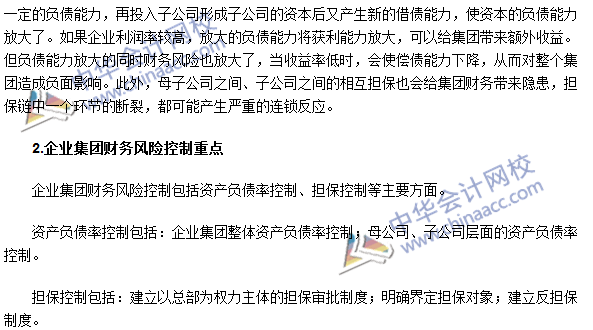 一定的负债能力，再投入子公司形成子公司的资本后又产生新的借债能力，使资本的负债能力
放大了。如果企业利润率较高，放大的负债能力将获利能力放大，可以给集团带来额外收益。
但负债能力放大的同时财务风险也放大了，当收益率低时，会使偿债能力下降，从而对整个集
团造成负面影响。此外，母子公司之间、子公司之间的相互担保也会给集团财务带来隐患，担
保链中一个环节的断裂，都可能产生严重的连锁反应。
2.企业集团财务风险控制重点
企业集团财务风险控制包括资产负债率控制、担保控制等主要方面。
资产负债率控制包括：企业集团整体资产负债率控制；母公司、子公司层面的资产负债率
控制。
担保控制包括：建立以总部为权力主体的担保审批制度；明确界定担保对象；建立反担保
制度。
中华会计网校
www.chinaacc.com
中华会计网校
www.chinaacc.com